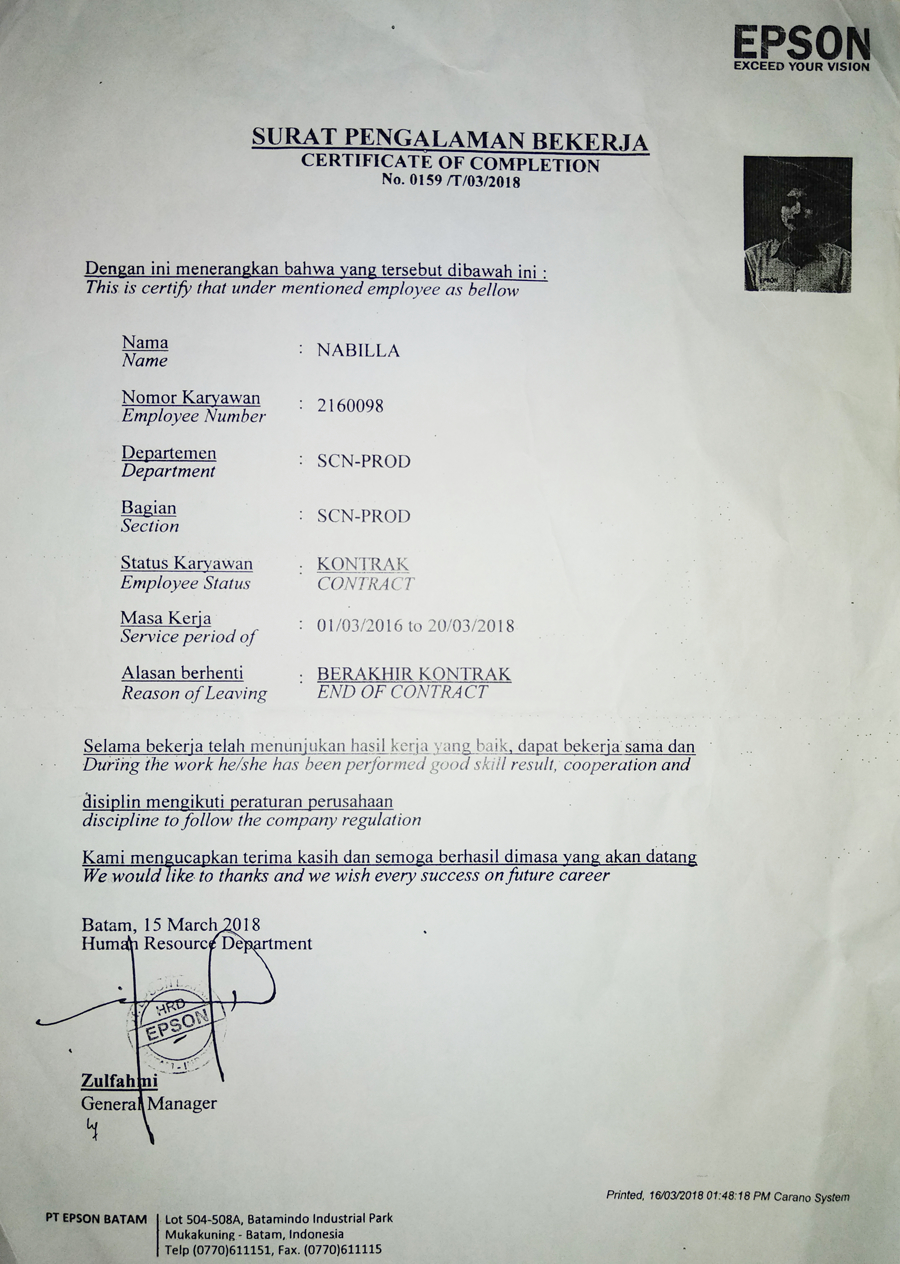 EPSON
EXCEED YOUR VISION
SURAT PENGALAMAN BEKERJA
CERTIFICATE OF COMPLETION
No. 0159 /T/03/2018
Dengan ini menerangkan bahwa yang tersebut dibawah ini :
This is certify that under mentioned employee as bellow
Nama : NABILLA
Name
Nomor Karyawan : 2160098
Employee Number
Departemen : SCN-PROD
Department
Bagian : SCN-PROD
Section
Status Karyawan : KONTRAK
Employee Status CONTRACT
Masa Kerja : 01/03/2016 to 20/03/2018
Service period of
Alasan berhenti : BERAKHIR KONTRAK
Reason of Leaving END OF CONTRACT
Selama bekerja telah menunjukan hasil kerja yang baik, dapat bekerja sama dan
During the work he/she has been performed good skill result, cooperation and
disiplin mengikuti peraturan perusahaan
discipline to follow the company regulation
Kami mengucapkan terima kasih dan semoga berhasil dimasa yang akan datang
We would like to thanks and we wish every success on future career
Batam, 15 March 2018
Human Resource Department
HRD
EPSON
Zulfahmi
General Manager
Printed, 16/03/2018 01:48:18 PM Carano System
PT EPSON BATAM
Lot 504-508A, Batamindo Industrial Park
Mukakuning - Batam, Indonesia
Telp (0770)611151, Fax. (0770)611115